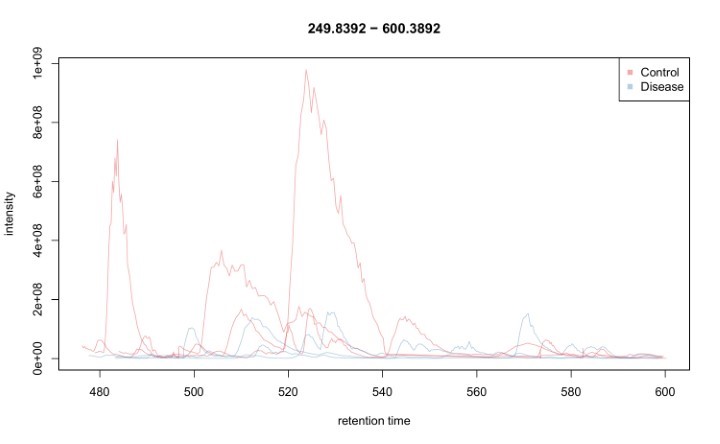 249.8392 − 600.3892
1e+09
8e+08
6e+08
4e+08
2e+08
0e+00
intensity
Control
Disease
480 500 520 540 560 580 600
retention time